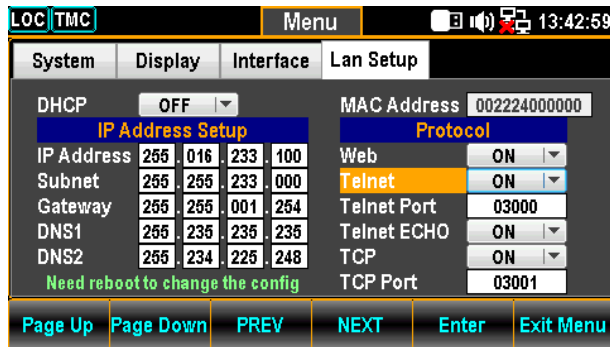 LOC TMC Menu 13:42:59
System Display Interface Lan Setup
DHCP OFF MAC Address 002224000000
IP Address Setup Protocol
IP Address 255.016.233.100 Web ON
Subnet 255.255.233.000 Telnet ON
Gateway 255.255.001.254 Telnet Port 03000
DNS1 255.235.235.235 Telnet ECHO ON
DNS2 255.234.225.248 TCP ON
Need reboot to change the config TCP Port 03001
Page Up Page Down PREV NEXT Enter Exit Menu